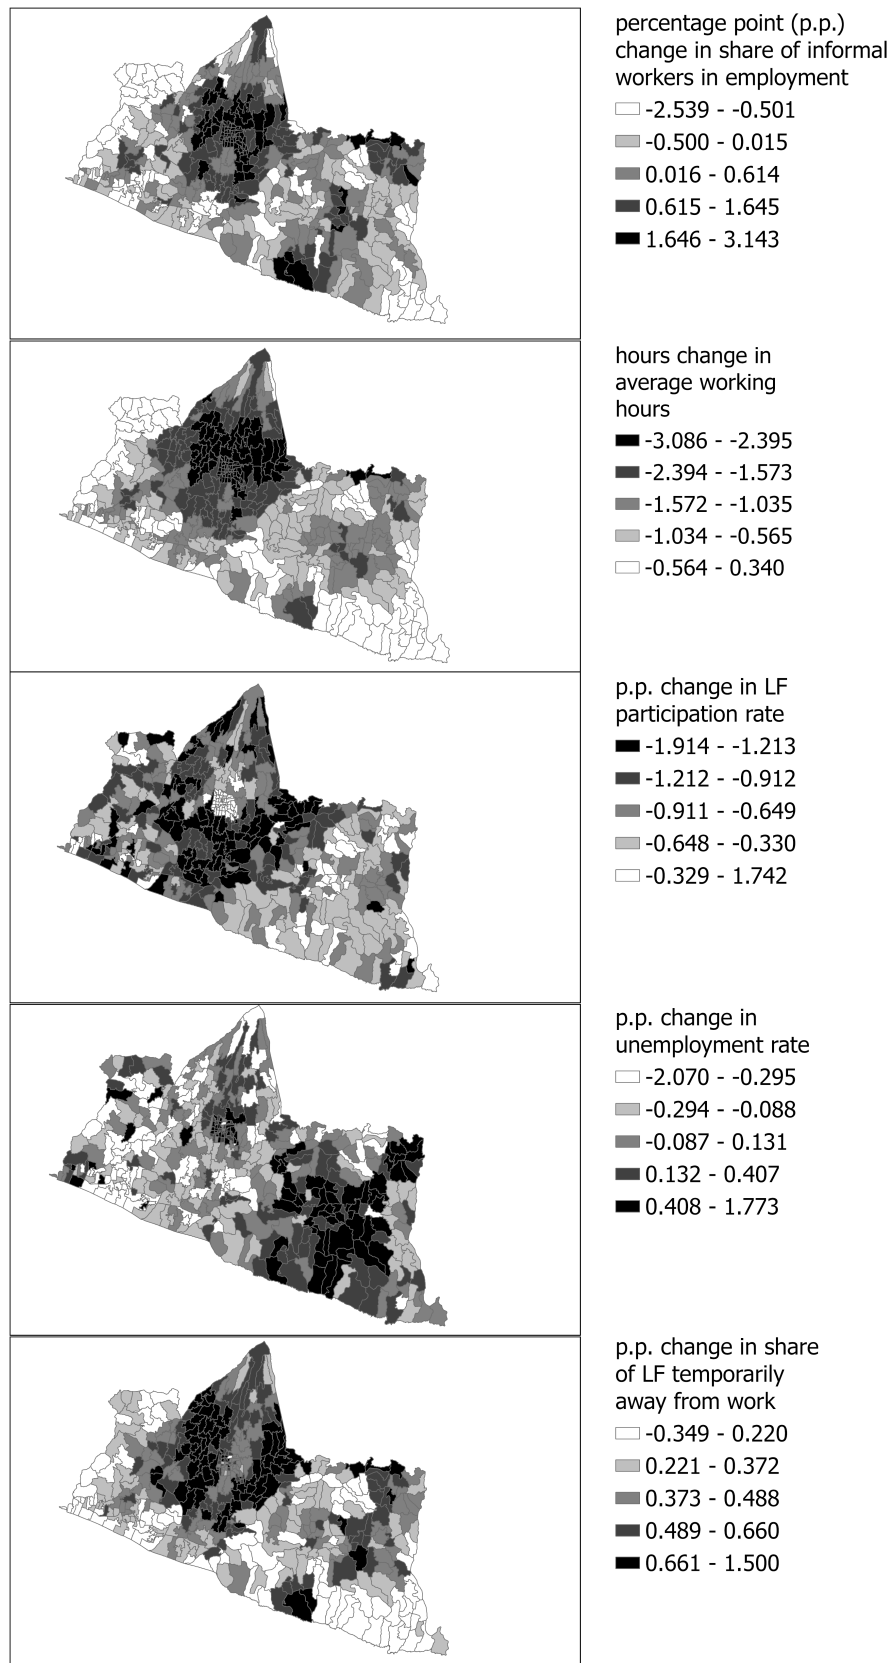 percentage point (p.p.)
change in share of informal
workers in employment
-2.539 - -0.501
-0.500 - 0.015
0.016 - 0.614
0.615 - 1.645
1.646 - 3.143
hours change in
average working
hours
-3.086 - -2.395
-2.394 - -1.573
-1.572 - -1.035
-1.034 - -0.565
-0.564 - 0.340
p.p. change in LF
participation rate
-1.914 - -1.213
-1.212 - -0.912
-0.911 - -0.649
-0.648 - -0.330
-0.329 - 1.742
p.p. change in
unemployment rate
-2.070 - -0.295
-0.294 - -0.088
-0.087 - 0.131
0.132 - 0.407
0.408 - 1.773
p.p. change in share
of LF temporarily
away from work
-0.349 - 0.220
0.221 - 0.372
0.373 - 0.488
0.489 - 0.660
0.661 - 1.500